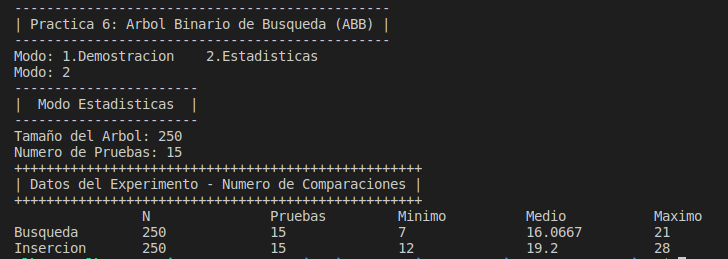 -----------------------------------------------
| Practica 6: Arbol Binario de Busqueda (ABB) |
-----------------------------------------------
Modo: 1.Demostracion    2.Estadisticas
Modo: 2
-----------------------
|  Modo Estadisticas  |
-----------------------
Tamaño del Arbol: 250
Numero de Pruebas: 15
+++++++++++++++++++++++++++++++++++++++++++++++++++
| Datos del Experimento - Numero de Comparaciones |
+++++++++++++++++++++++++++++++++++++++++++++++++++
                N               Pruebas         Minimo          Medio           Maximo
Busqueda        250             15              7               16.0667         21
Insercion       250             15              12              19.2            28